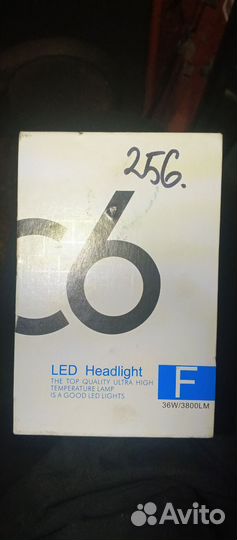 256.
C6
LED Headlight
THE TOP QUALITY ULTRA HIGH
TEMPERATURE LAMP
IS A GOOD LED LIGHTS
F
36W/3800LM
Avito